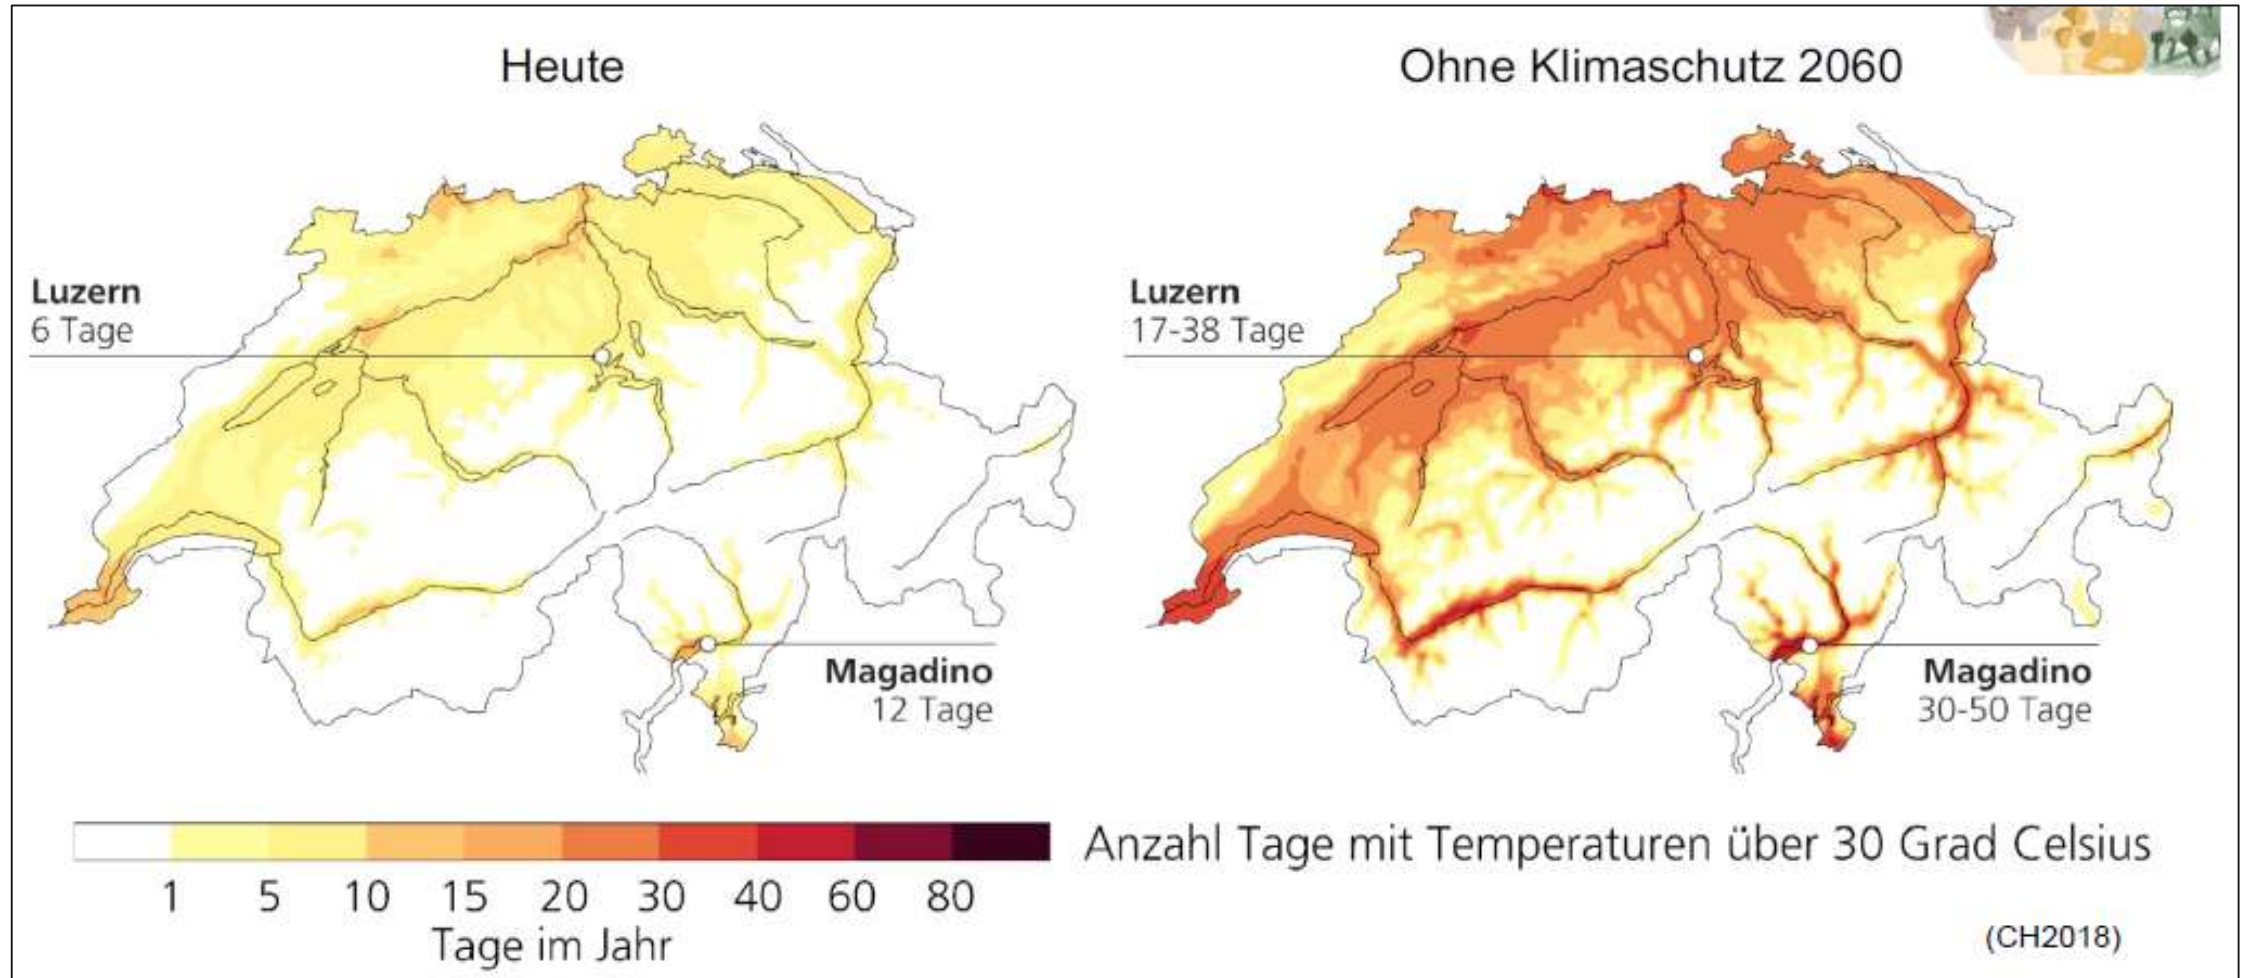 Heute
Ohne Klimaschutz 2060
Luzern
6 Tage
Magadino
12 Tage
Luzern
17-38 Tage
Magadino
30-50 Tage
1 5 10 15 20 30 40 60 80
Tage im Jahr
Anzahl Tage mit Temperaturen über 30 Grad Celsius
(CH2018)